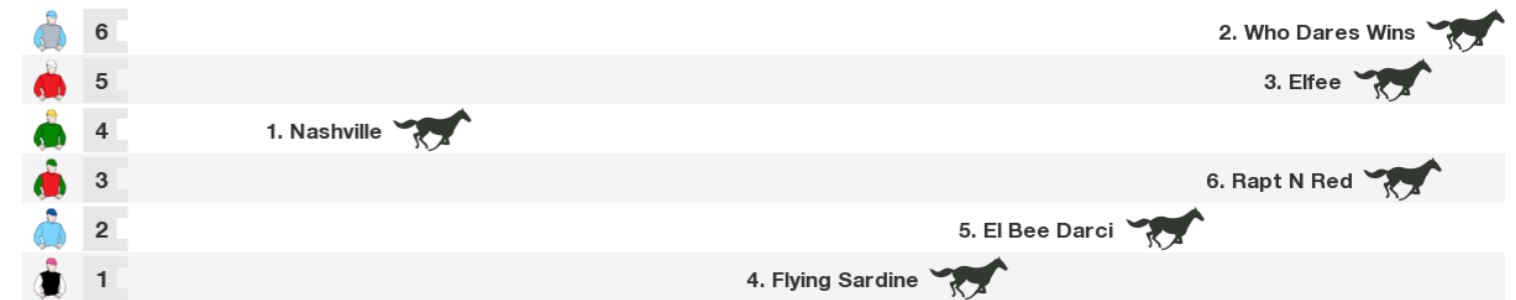 6 2. Who Dares Wins
5 3. Elfee
4 1. Nashville
3 6. Rapt N Red
2 5. El Bee Darci
1 4. Flying Sardine